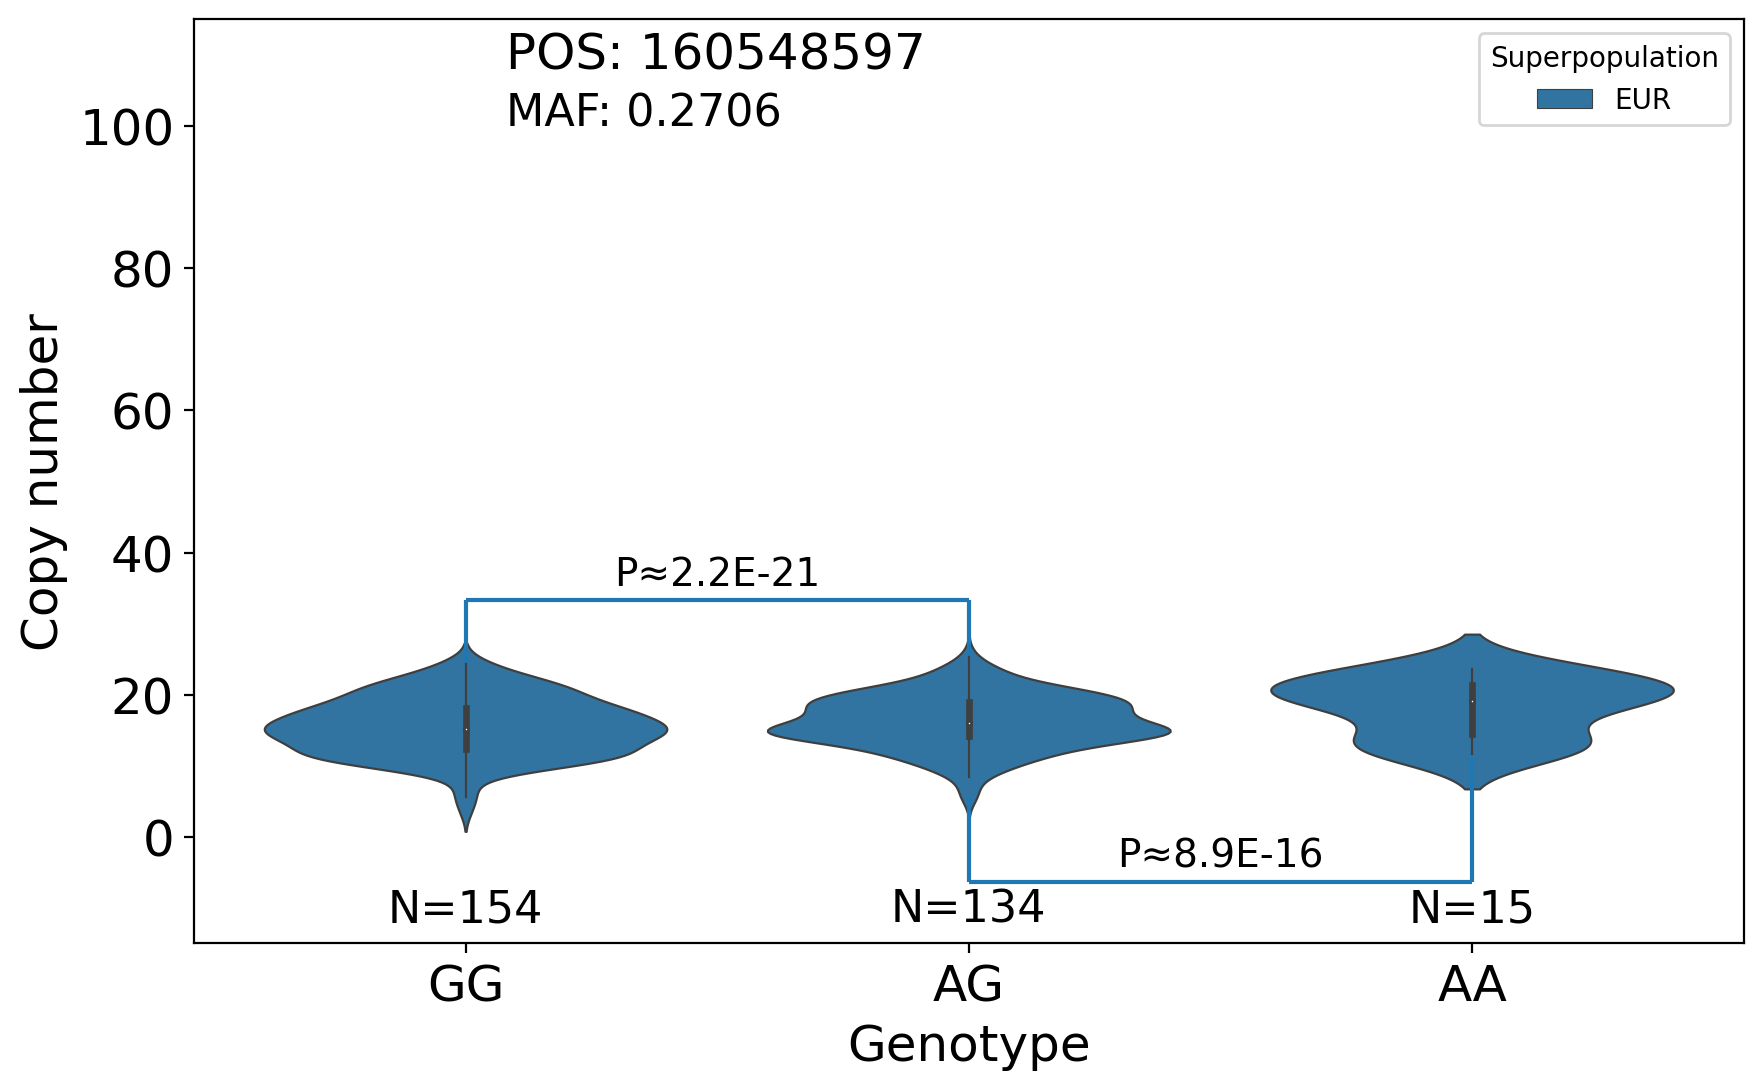 POS: 160548597
MAF: 0.2706
Superpopulation
EUR
Copy number
100
80
60
40
20
0
P≈2.2E-21
P≈8.9E-16
N=154
N=134
N=15
GG
AG
AA
Genotype